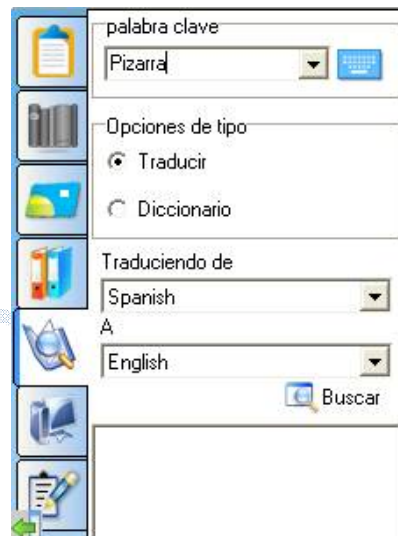 palabra clave
Pizarra
Opciones de tipo
Traducir
Diccionario
Traduciendo de
Spanish
A
English
Buscar